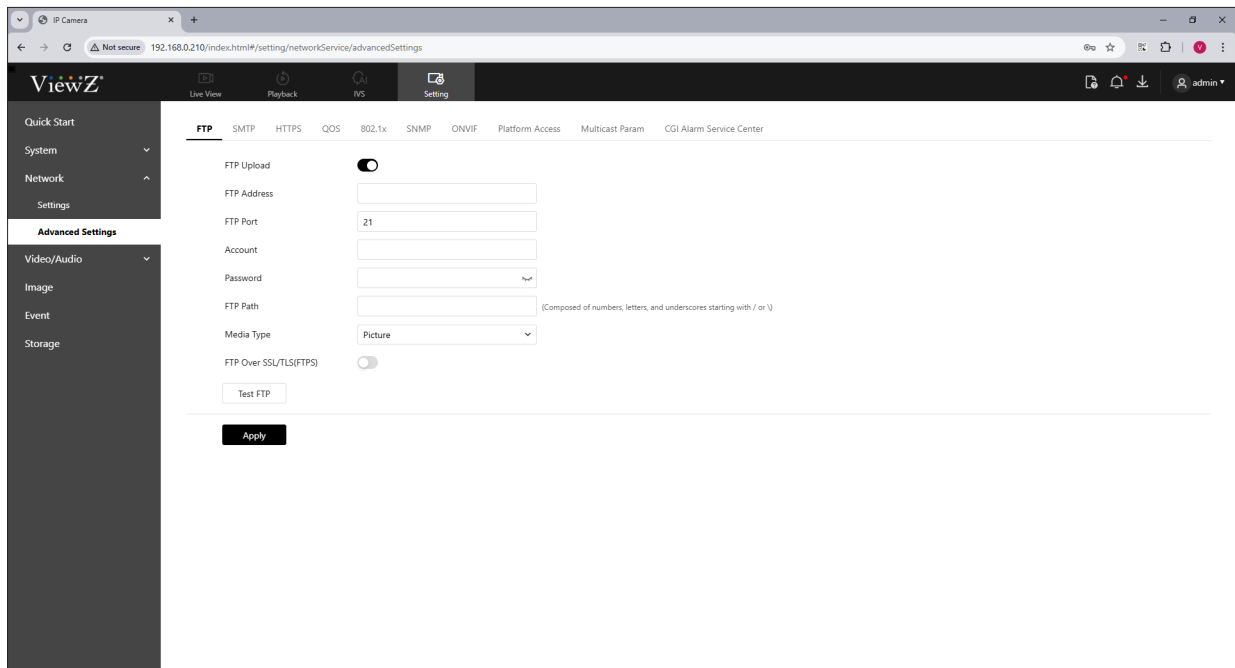 IP Camera
Not secure 192.168.0.210/index.html#/setting/networkService/advancedSettings
V
ViewZ
Live View Playback IVS Setting admin
AI
Quick Start
System
Network
Settings
Advanced Settings
Video/Audio
Image
Event
Storage
FTP SMTP HTTPS QOS 802.1x SNMP ONVIF Platform Access Multicast Param CGI Alarm Service Center
FTP Upload
FTP Address
FTP Port 21
Account
Password
FTP Path (Composed of numbers, letters, and underscores starting with / or \)
Media Type Picture
FTP Over SSL/TLS(FTPS)
Test FTP
Apply